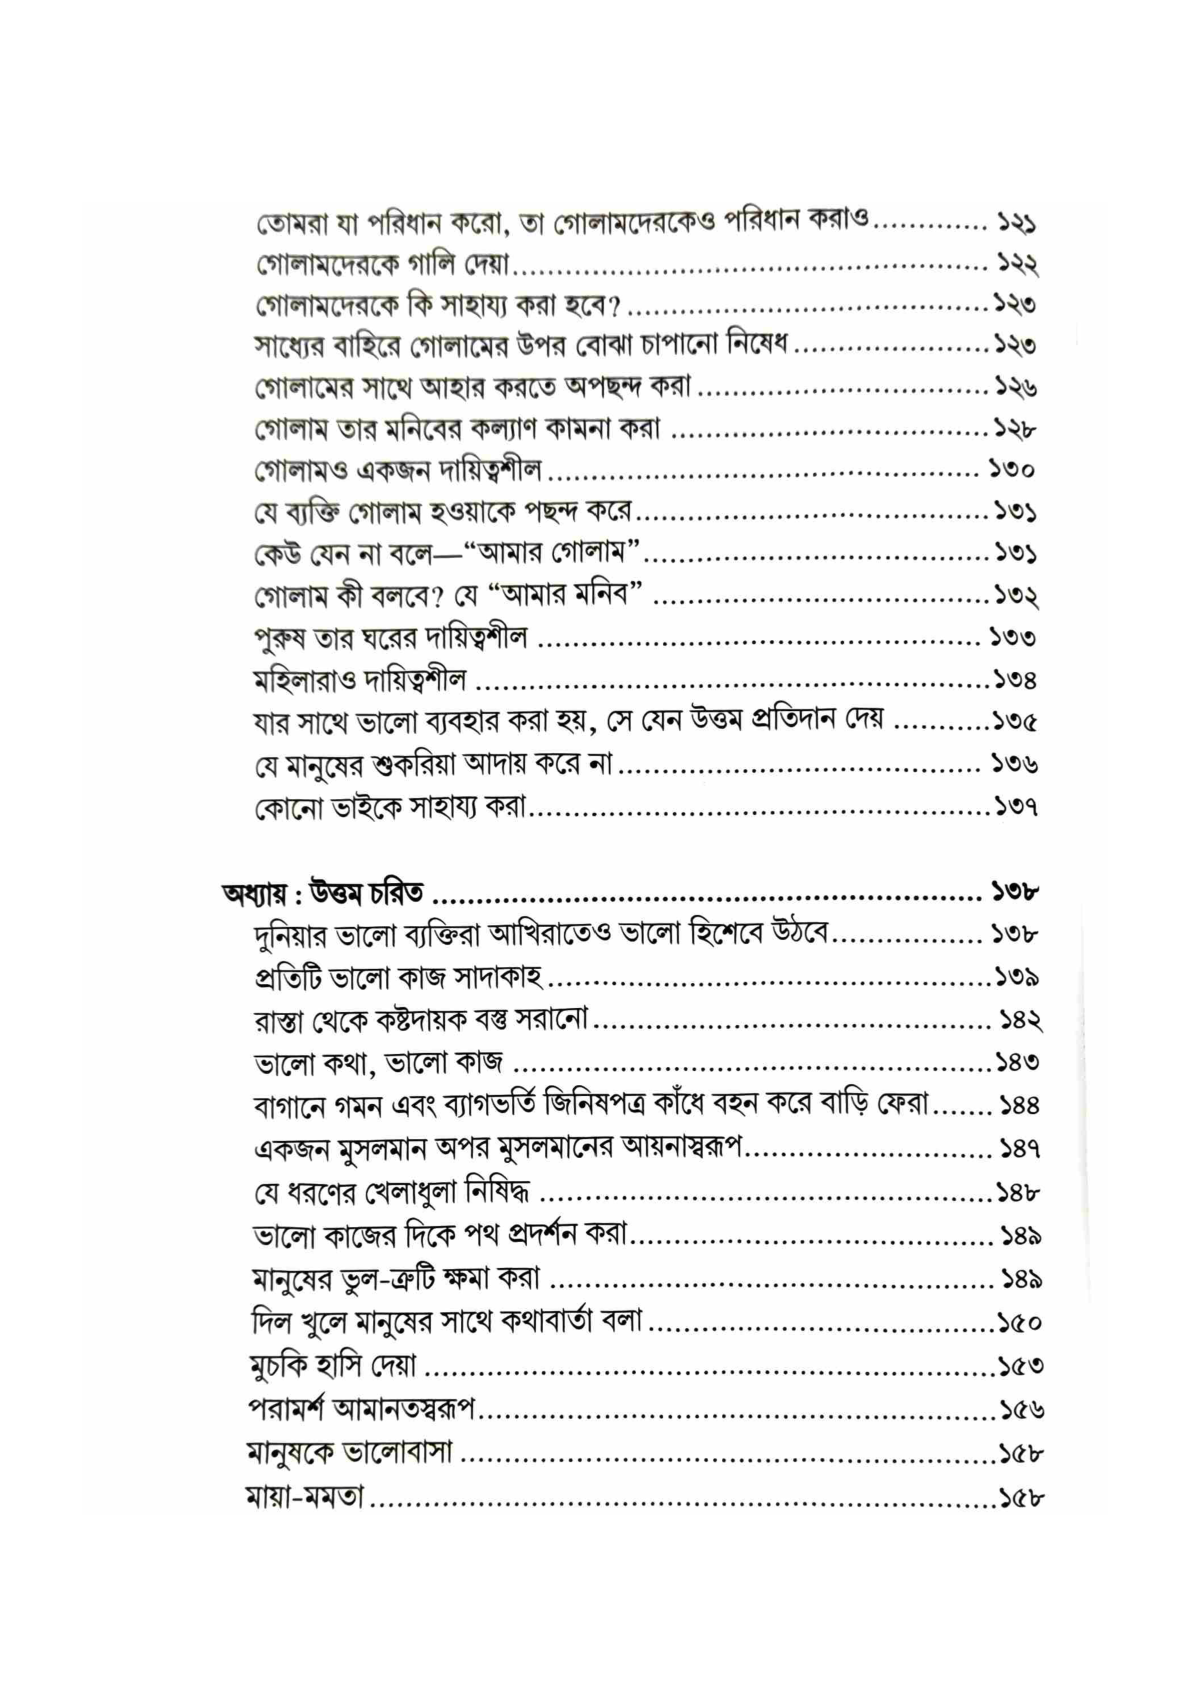 তোমরা যা পরিধান করো, তা গোলামদেরকেও পরিধান করাও............. ১২১
গোলামদেরকে গালি দেয়া...................................................... ১২২
গোলামদেরকে কি সাহায্য করা হবে? .........................................১২৩
সাধ্যের বাহিরে গোলামের উপর বোঝা চাপানো নিষেধ ......................১২৩
গোলামের সাথে আহার করতে অপছন্দ করা .................................১২৬
গোলাম তার মনিবের কল্যাণ কামনা করা ....................................১২৮
গোলামও একজন দায়িত্বশীল................................................. ১৩০
যে ব্যক্তি গোলাম হওয়াকে পছন্দ করে........................................১৩১
কেউ যেন না বলে—“আমার গোলাম”.......................................১৩১
গোলাম কী বলবে? যে “আমার মনিব” ......................................১৩২
পুরুষ তার ঘরের দায়িত্বশীল .................................................. ১৩৩
মহিলারাও দায়িত্বশীল ..........................................................১৩৪
যার সাথে ভালো ব্যবহার করা হয়, সে যেন উত্তম প্রতিদান দেয় ...........১৩৫
যে মানুষের শুকরিয়া আদায় করে না......................................... ১৩৬
কোনো ভাইকে সাহায্য করা....................................................১৩৭
অধ্যায় : উত্তম চরিত .......................................................... ১৩৮
দুনিয়ার ভালো ব্যক্তিরা আখিরাতেও ভালো হিশেবে উঠবে................. ১৩৮
প্রতিটি ভালো কাজ সাদাকাহ..................................................১৩৯
রাস্তা থেকে কষ্টদায়ক বস্তু সরানো............................................. ১৪২
ভালো কথা, ভালো কাজ ......................................................১৪৩
বাগানে গমন এবং ব্যাগভর্তি জিনিষপত্র কাঁধে বহন করে বাড়ি ফেরা....... ১৪৪
একজন মুসলমান অপর মুসলমানের আয়নাস্বরূপ............................ ১৪৭
যে ধরণের খেলাধুলা নিষিদ্ধ ...................................................১৪৮
ভালো কাজের দিকে পথ প্রদর্শন করা......................................... ১৪৯
মানুষের ভুল-ত্রুটি ক্ষমা করা .................................................. ১৪৯
দিল খুলে মানুষের সাথে কথাবার্তা বলা .......................................১৫০
মুচকি হাসি দেয়া ................................................................১৫৩
পরামর্শ আমানতস্বরূপ..........................................................১৫৬
মানুষকে ভালোবাসা ............................................................১৫৮
মায়া-মমতা ......................................................................১৫৮